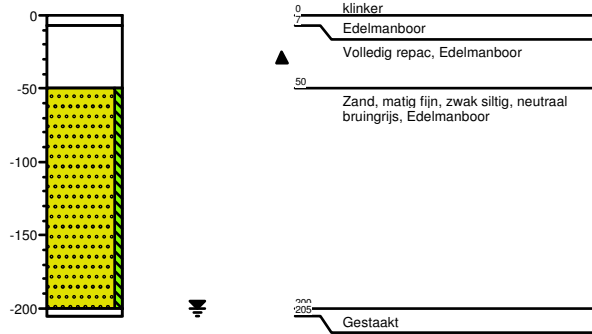 0
0
klinker
7
Edelmanboor
Volledig repac, Edelmanboor
-50
50
Zand, matig fijn, zwak siltig, neutraal
bruingrijs, Edelmanboor
-100
-150
-200
200
205
Gestaakt